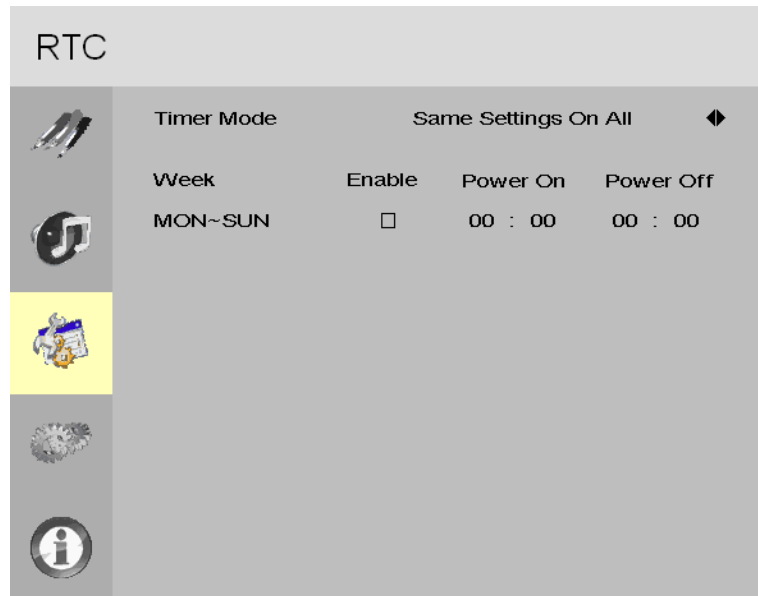 RTC
Timer Mode Same Settings On All
Week Enable Power On Power Off
MON~SUN 00 : 00 00 : 00